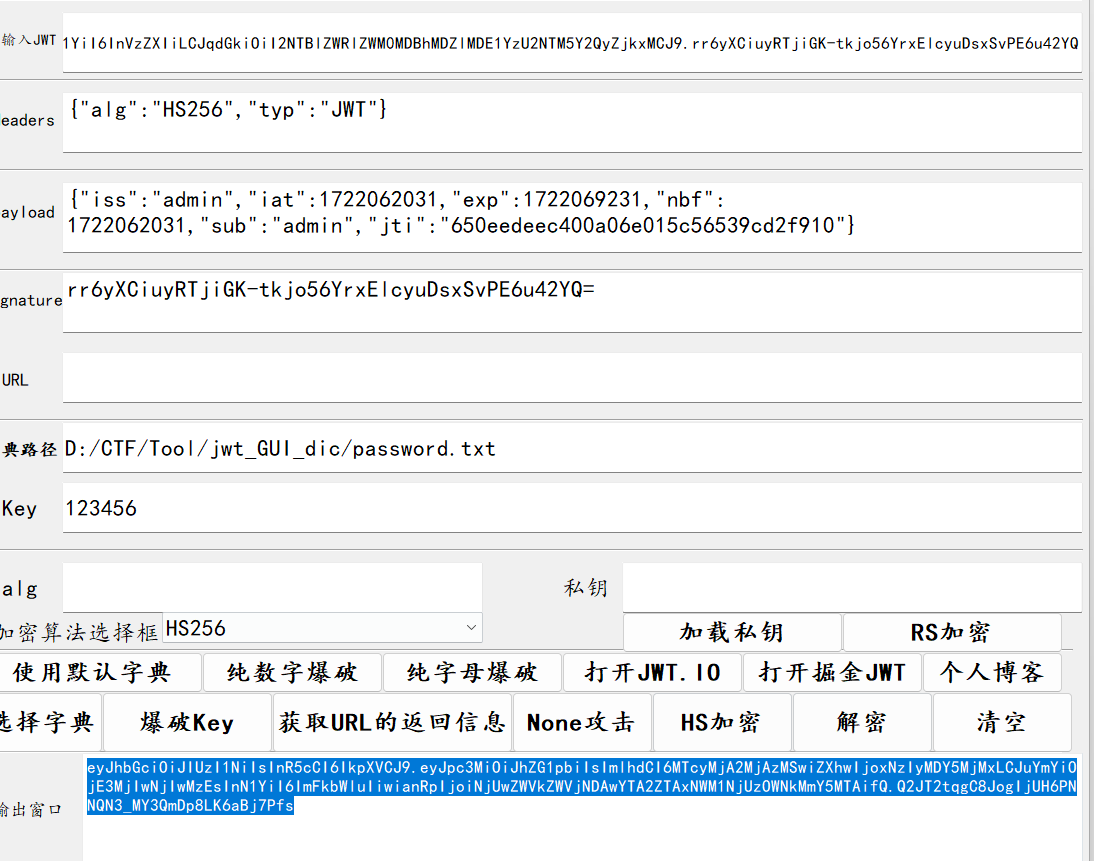 输入JWT
1YiI6InVzZXIiLCJqdGkiOiI2NTBlZWRlZWM0MDBhMDZlMDE1YzU2NTM5Y2QyZjkxMCJ9.rr6yXCiuyRTjiGK-tkjo56YrxElcyuDsxSvPE6u42YQ
eaders
{"alg":"HS256","typ":"JWT"}
ayload
{"iss":"admin","iat":1722062031,"exp":1722069231,"nbf":
1722062031,"sub":"admin","jti":"650eedeec400a06e015c56539cd2f910"}
gnature
rr6yXCiuyRTjiGK-tkjo56YrxElcyuDsxSvPE6u42YQ=
URL
典路径
D:/CTF/Tool/jwt_GUI_dic/password.txt
Key
123456
alg
私钥
加密算法选择框
HS256
加载私钥
RS加密
使用默认字典
纯数字爆破
纯字母爆破
打开JWT.IO
打开掘金JWT
个人博客
选择字典
爆破Key
获取URL的返回信息
None攻击
HS加密
解密
清空
输出窗口
eyJhbGciOiJIUzI1NiIsInR5cCI6IkpXVCJ9.eyJpc3MiOiJhZG1pbiIsImlhdCI6MTcyMjA2MjAzMSwiZXhwIjoxNzIyMDY5MjMxLCJuYmYiO
jE3MjIwNjIwMzEsInN1YiI6ImFkbWluIiwianRpIjoiNjUwZWVkZWVjNDAwYTA2ZTAxNWM1NjUzOWNkMmY5MTAifQ.Q2JT2tqgC8JogIjUH6PN
NQN3_MY3QmDp8LK6aBj7Pfs